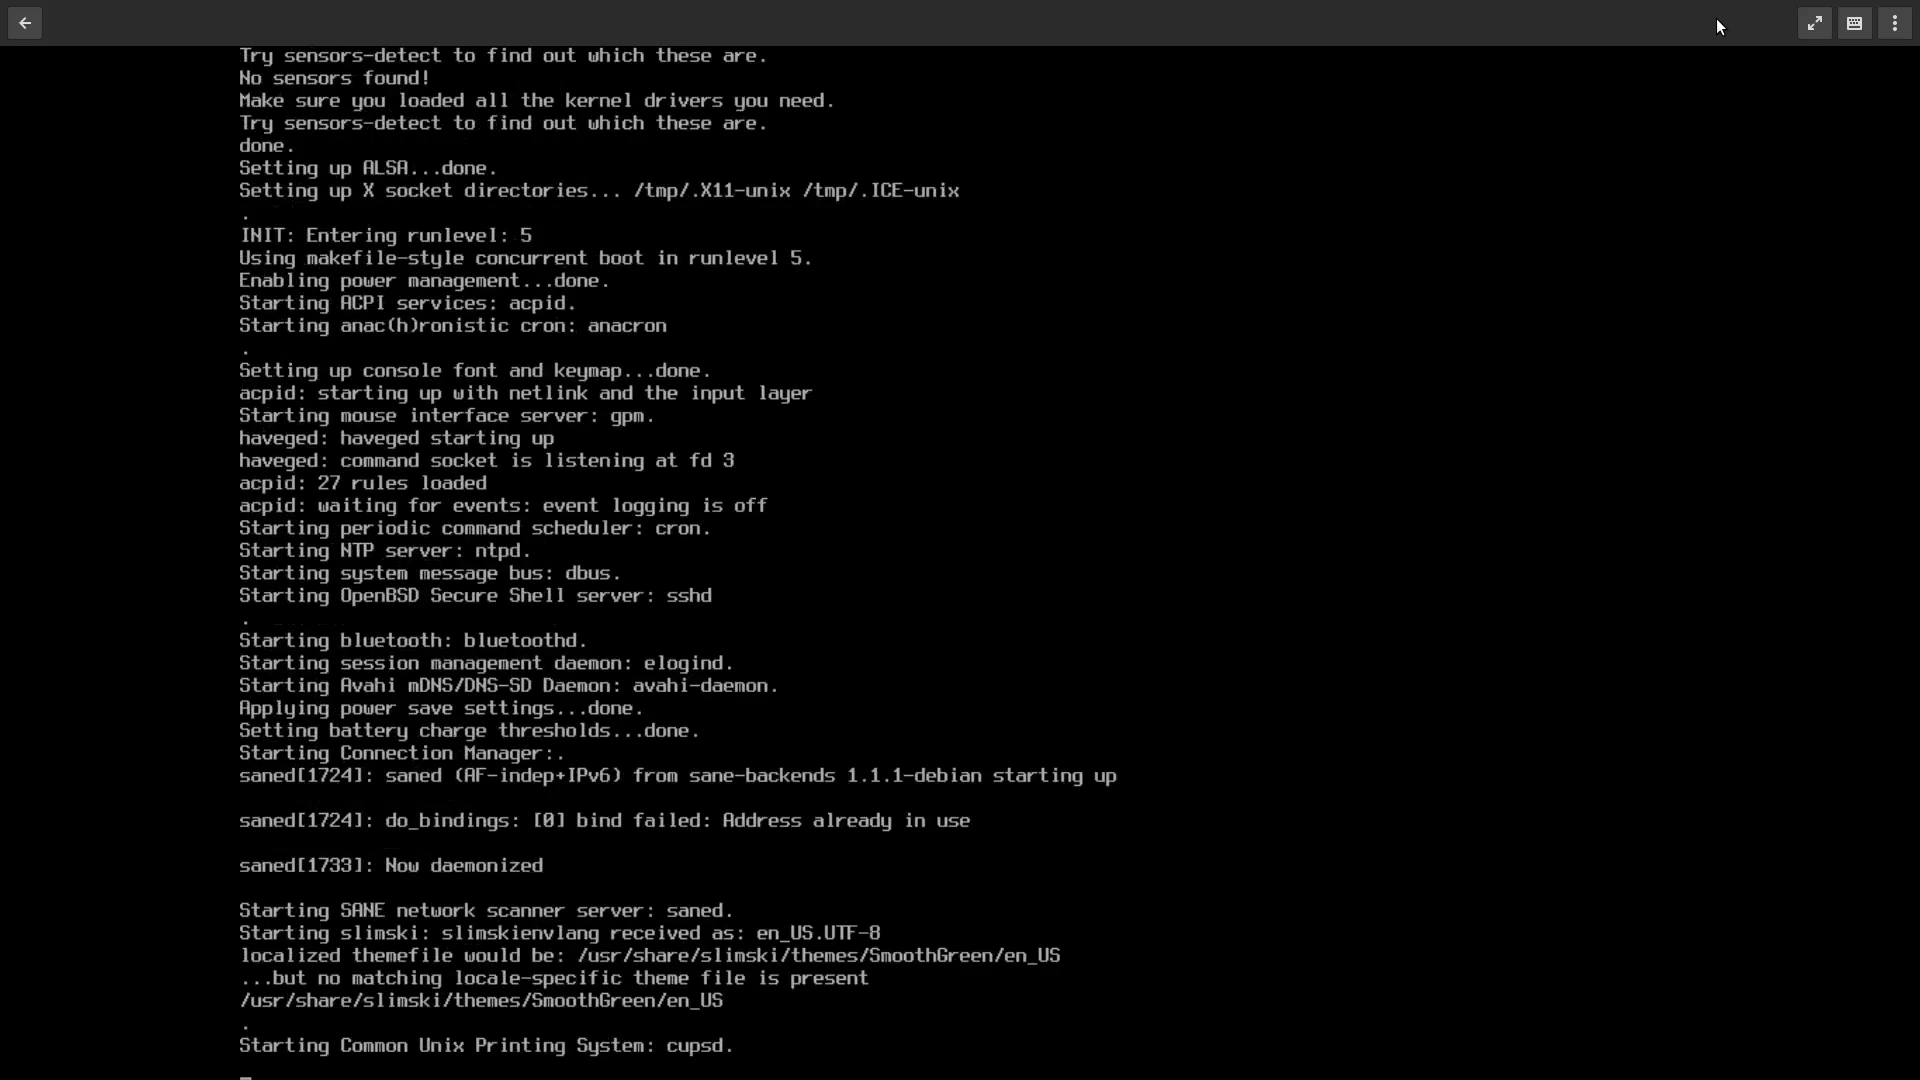 Try sensors-detect to find out which these are.
No sensors found!
Make sure you loaded all the kernel drivers you need.
Try sensors-detect to find out which these are.
done.
Setting up ALSA...done.
Setting up X socket directories... /tmp/.X11-unix /tmp/.ICE-unix
.
INIT: Entering runlevel: 5
Using makefile-style concurrent boot in runlevel 5.
Enabling power management...done.
Starting ACPI services: acpid.
Starting anac(h)ronistic cron: anacron
.
Setting up console font and keymap...done.
acpid: starting up with netlink and the input layer
Starting mouse interface server: gpm.
haveged: haveged starting up
haveged: command socket is listening at fd 3
acpid: 27 rules loaded
acpid: waiting for events: event logging is off
Starting periodic command scheduler: cron.
Starting NTP server: ntpd.
Starting system message bus: dbus.
Starting OpenBSD Secure Shell server: sshd
.
Starting bluetooth: bluetoothd.
Starting session management daemon: elogind.
Starting Avahi mDNS/DNS-SD Daemon: avahi-daemon.
Applying power save settings...done.
Setting battery charge thresholds...done.
Starting Connection Manager:.
saned[1724]: saned (AF-indep+IPv6) from sane-backends 1.1.1-debian starting up
saned[1724]: do_bindings: [0] bind failed: Address already in use
saned[1733]: Now daemonized
Starting SANE network scanner server: saned.
Starting slimski: slimskienvlang received as: en_US.UTF-8
localized themefile would be: /usr/share/slimski/themes/SmoothGreen/en_US
...but no matching locale-specific theme file is present
/usr/share/slimski/themes/SmoothGreen/en_US
.
Starting Common Unix Printing System: cupsd.